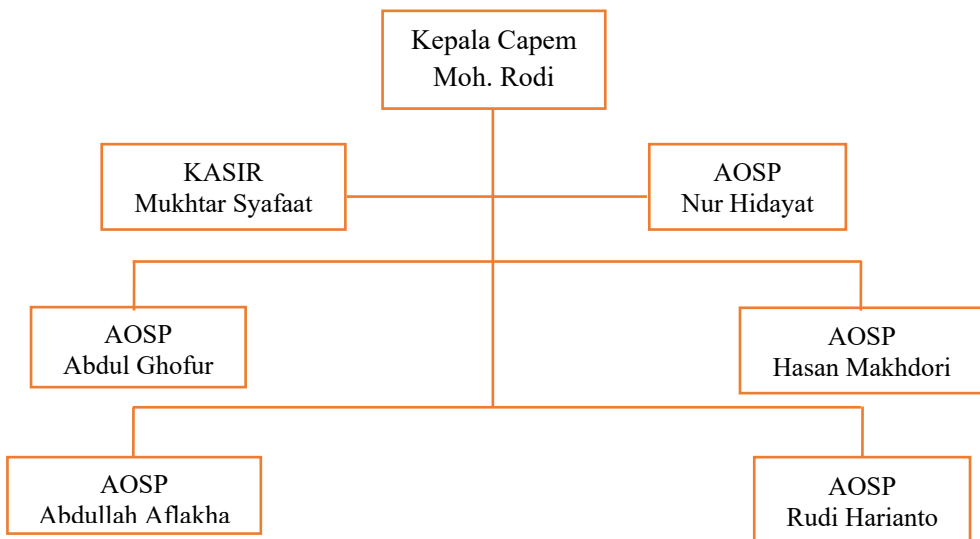 Kepala Capem
Moh. Rodi
KASIR
Mukhtar Syafaat
AOSP
Nur Hidayat
AOSP
Abdul Ghofur
AOSP
Hasan Makhdori
AOSP
Abdullah Aflakha
AOSP
Rudi Harianto